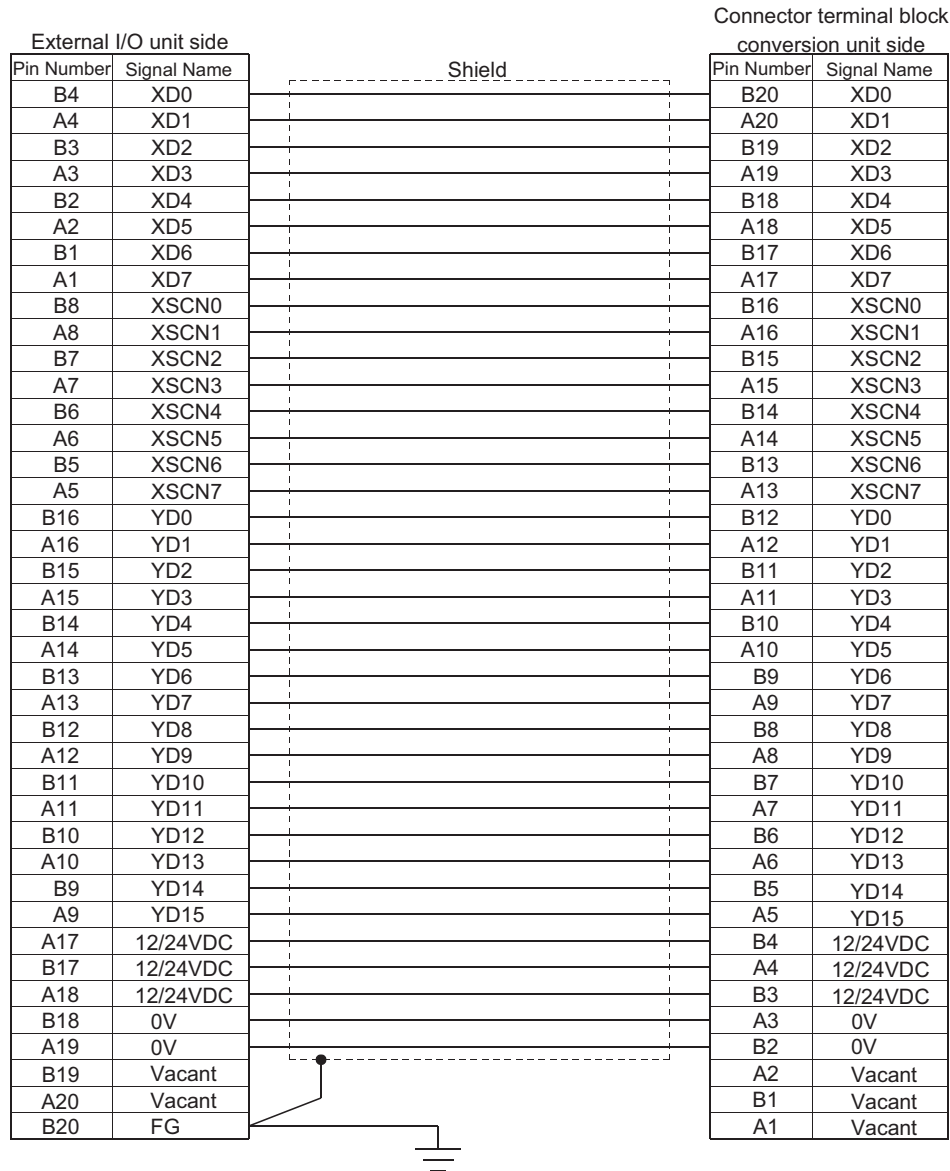 Connector terminal block
External I/O unit side conversion unit side
Pin Number Signal Name Shield Pin Number Signal Name
B4 XD0 B20 XD0
A4 XD1 A20 XD1
B3 XD2 B19 XD2
A3 XD3 A19 XD3
B2 XD4 B18 XD4
A2 XD5 A18 XD5
B1 XD6 B17 XD6
A1 XD7 A17 XD7
B8 XSCN0 B16 XSCN0
A8 XSCN1 A16 XSCN1
B7 XSCN2 B15 XSCN2
A7 XSCN3 A15 XSCN3
B6 XSCN4 B14 XSCN4
A6 XSCN5 A14 XSCN5
B5 XSCN6 B13 XSCN6
A5 XSCN7 A13 XSCN7
B16 YD0 B12 YD0
A16 YD1 A12 YD1
B15 YD2 B11 YD2
A15 YD3 A11 YD3
B14 YD4 B10 YD4
A14 YD5 A10 YD5
B13 YD6 B9 YD6
A13 YD7 A9 YD7
B12 YD8 B8 YD8
A12 YD9 A8 YD9
B11 YD10 B7 YD10
A11 YD11 A7 YD11
B10 YD12 B6 YD12
A10 YD13 A6 YD13
B9 YD14 B5 YD14
A9 YD15 A5 YD15
A17 12/24VDC B4 12/24VDC
B17 12/24VDC A4 12/24VDC
A18 12/24VDC B3 12/24VDC
B18 0V A3 0V
A19 0V B2 0V
B19 Vacant A2 Vacant
A20 Vacant B1 Vacant
B20 FG A1 Vacant